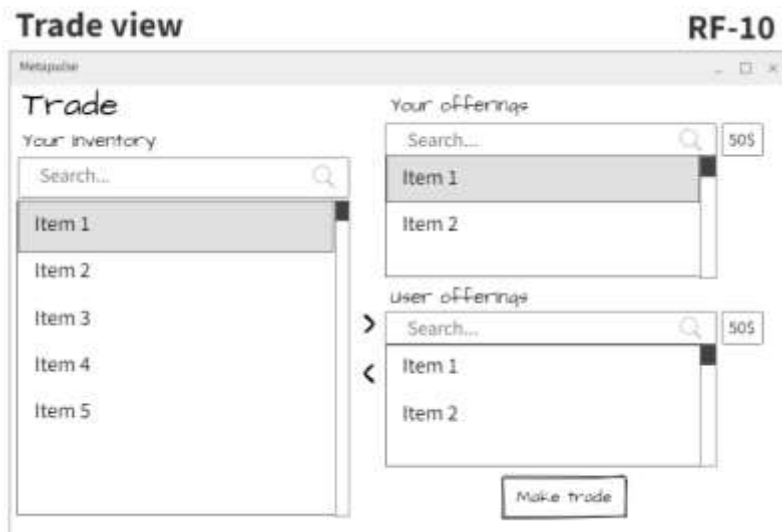 Trade view
RF-10
Metapulse
Trade
Your inventory
Search...
Item 1
Item 2
Item 3
Item 4
Item 5
Your offerings
Search...
50$
Item 1
Item 2
User offerings
Search...
50$
Item 1
Item 2
Make trade